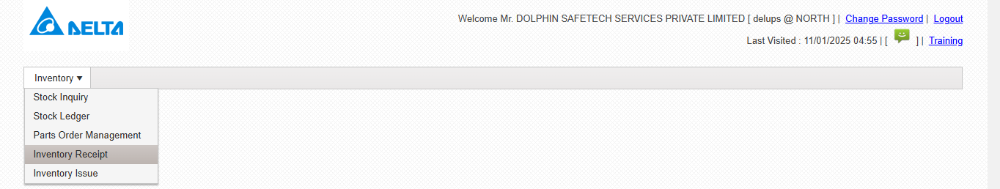 Welcome Mr. DOLPHIN SAFETECH SERVICES PRIVATE LIMITED [ delups @ NORTH ] | Change Password | Logout
DELTA
Last Visited : 11/01/2025 04:55 | [ ] | Training
Inventory
Stock Inquiry
Stock Ledger
Parts Order Management
Inventory Receipt
Inventory Issue